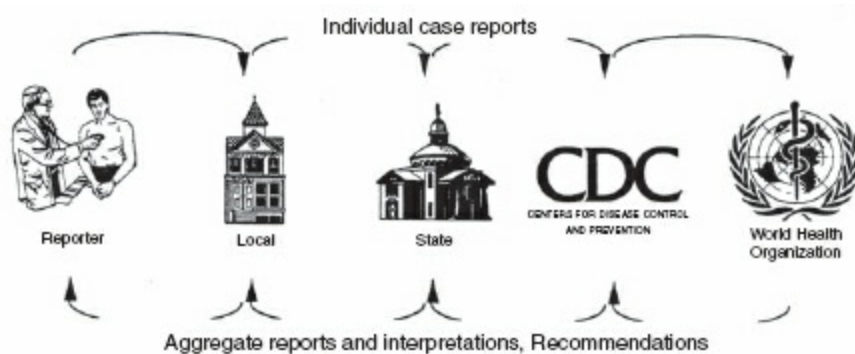 Individual case reports
CDC
CENTERS FOR DISEASE CONTROL
AND PREVENTION
Reporter
Local
State
World Health
Organization
Aggregate reports and interpretations, Recommendations